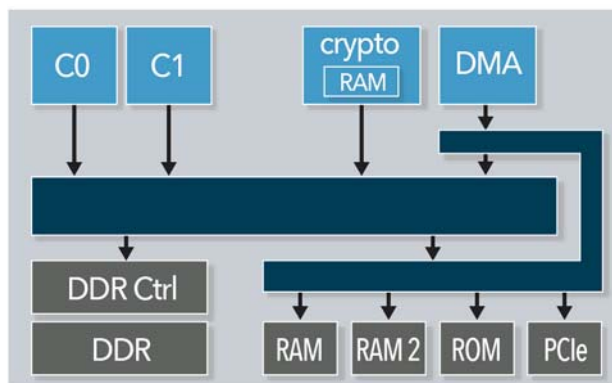 C0
C1
crypto
RAM
DMA
DDR Ctrl
DDR
RAM
RAM 2
ROM
PCIe